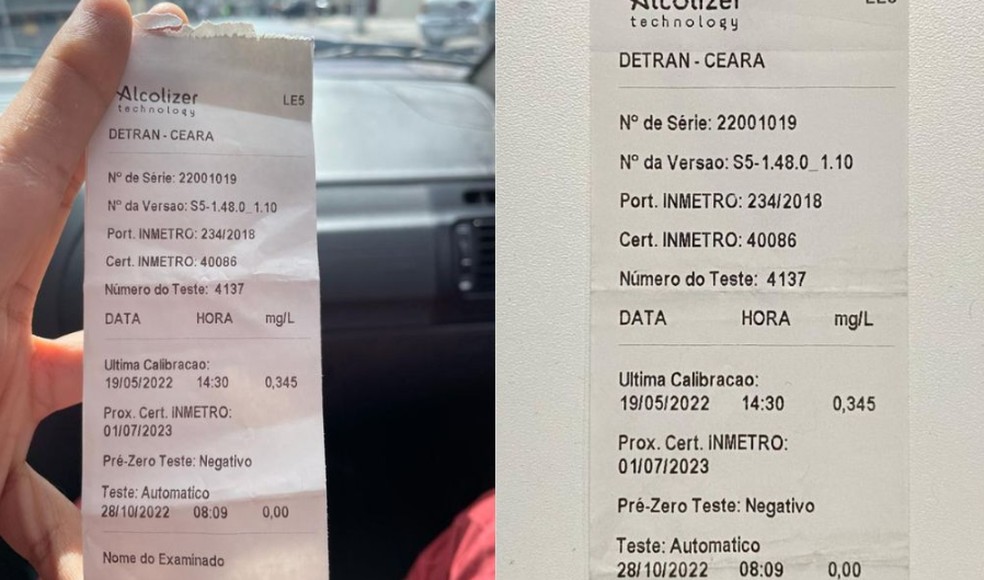 Alcolizer LE5
technology
DETRAN - CEARA
Nº de Série: 22001019
Nº da Versao: S5-1.48.0_1.10
Port. INMETRO: 234/2018
Cert. INMETRO: 40086
Número do Teste: 4137
DATA HORA mg/L
Ultima Calibracao:
19/05/2022 14:30 0,345
Prox. Cert. INMETRO:
01/07/2023
Pré-Zero Teste: Negativo
Teste: Automatico
28/10/2022 08:09 0,00
Nome do Examinado
Alcolizer LE5
technology
DETRAN - CEARA
Nº de Série: 22001019
Nº da Versao: S5-1.48.0_1.10
Port. INMETRO: 234/2018
Cert. INMETRO: 40086
Número do Teste: 4137
DATA HORA mg/L
Ultima Calibracao:
19/05/2022 14:30 0,345
Prox. Cert. INMETRO:
01/07/2023
Pré-Zero Teste: Negativo
Teste: Automatico
28/10/2022 08:09 0,00